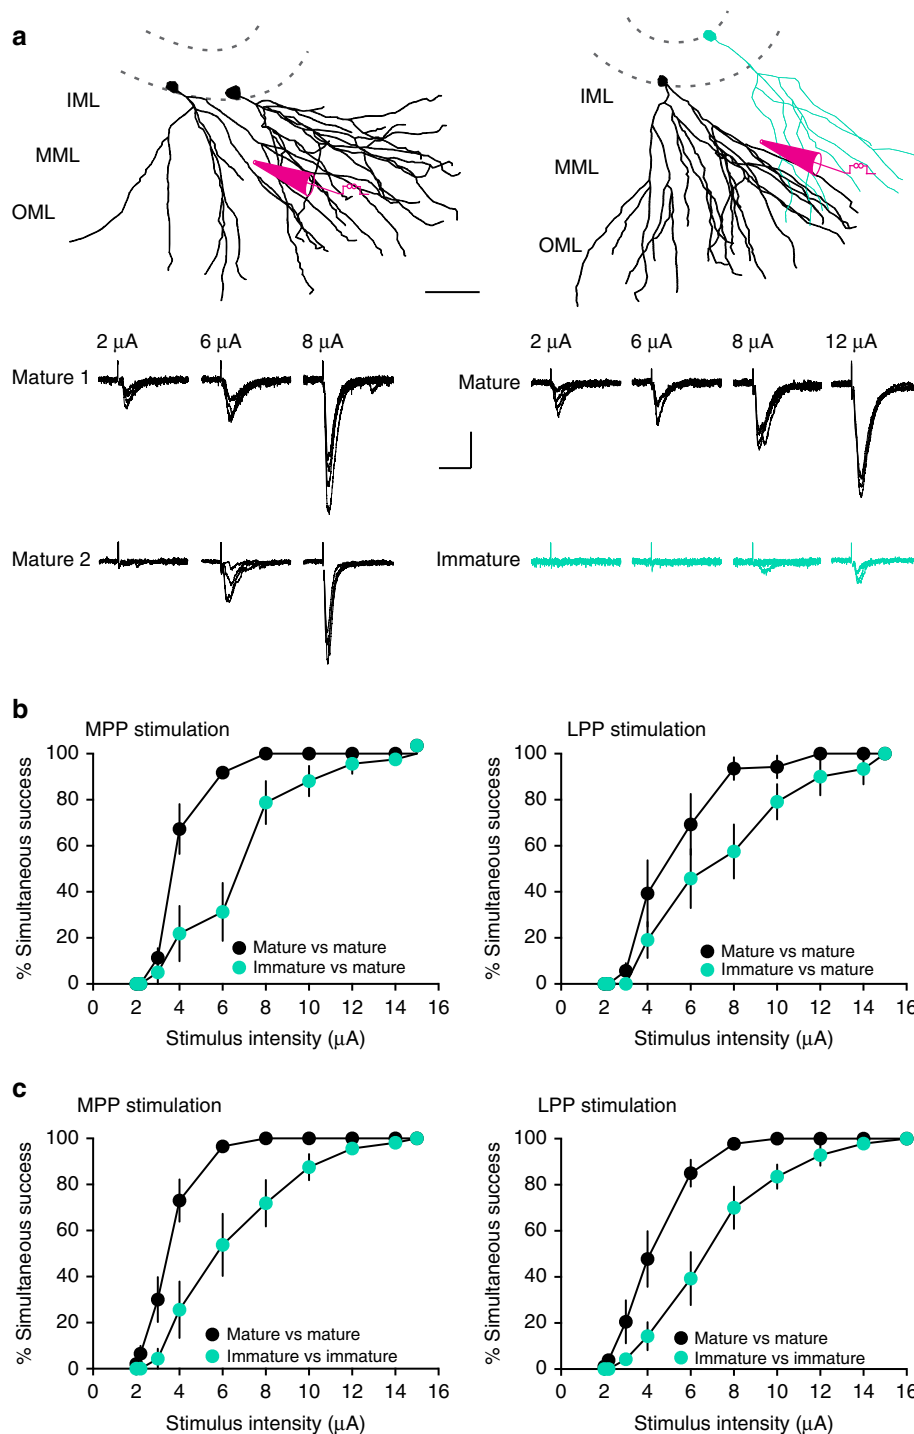 a
IML
MML
OML
IML
MML
OML
2 μA 6 μA 8 μA
Mature 1
Mature 2
2 μA 6 μA 8 μA 12 μA
Mature
Immature
b
MPP stimulation
% Simultaneous success
100
80
60
40
20
0
Mature vs mature
Immature vs mature
0 2 4 6 8 10 12 14 16
Stimulus intensity (μA)
LPP stimulation
% Simultaneous success
100
80
60
40
20
0
Mature vs mature
Immature vs mature
0 2 4 6 8 10 12 14 16
Stimulus intensity (μA)
c
MPP stimulation
% Simultaneous success
100
80
60
40
20
0
Mature vs mature
Immature vs immature
0 2 4 6 8 10 12 14 16
Stimulus intensity (μA)
LPP stimulation
% Simultaneous success
100
80
60
40
20
0
Mature vs mature
Immature vs immature
0 2 4 6 8 10 12 14 16
Stimulus intensity (μA)